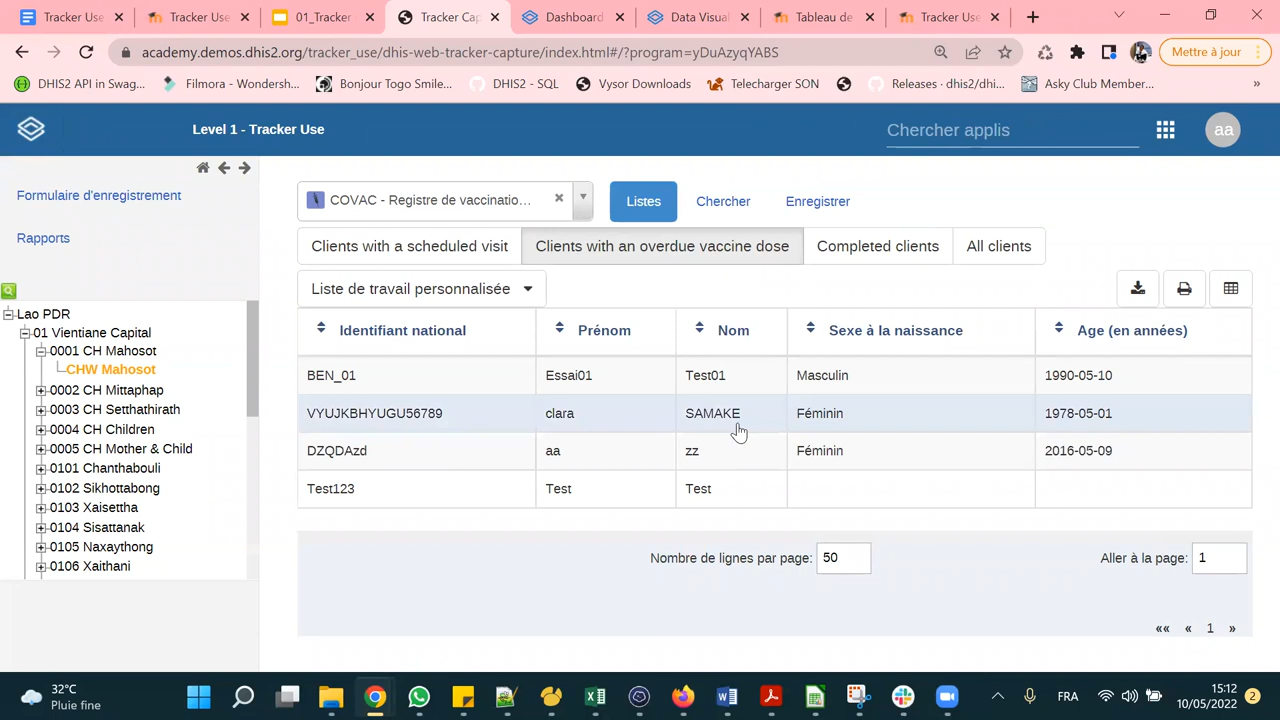 Tracker Use
Tracker Use
01_Tracker
Tracker Cap
Dashboard
Data Visual
Tableau de
Tracker Use
academy.demos.dhis2.org/tracker_use/dhis-web-tracker-capture/index.html#/?program=yDuAzyqYABS
Mettre à jour
DHIS2 API in Swag...
Filmora - Wondersh...
Bonjour Togo Smile...
DHIS2 - SQL
Vysor Downloads
Telecharger SON
Releases · dhis2/dhi...
Asky Club Member...
»
Level 1 - Tracker Use
Chercher applis
aa
Formulaire d'enregistrement
Rapports
Lao PDR
01 Vientiane Capital
0001 CH Mahosot
CHW Mahosot
0002 CH Mittaphap
0003 CH Setthathirath
0004 CH Children
0005 CH Mother & Child
0101 Chanthabouli
0102 Sikhottabong
0103 Xaisettha
0104 Sisattanak
0105 Naxaythong
0106 Xaithani
COVAC - Registre de vaccinatio...
Listes
Chercher
Enregistrer
Clients with a scheduled visit
Clients with an overdue vaccine dose
Completed clients
All clients
Liste de travail personnalisée
Identifiant national Prénom Nom Sexe à la naissance Age (en années)
BEN_01 Essai01 Test01 Masculin 1990-05-10
VYUJKBHYUGU56789 clara SAMAKE Féminin 1978-05-01
DZQDAzd aa zz Féminin 2016-05-09
Test123 Test Test
Nombre de lignes par page: 50
Aller à la page: 1
«« « 1 »
32°C
Pluie fine
FRA
15:12
10/05/2022
2